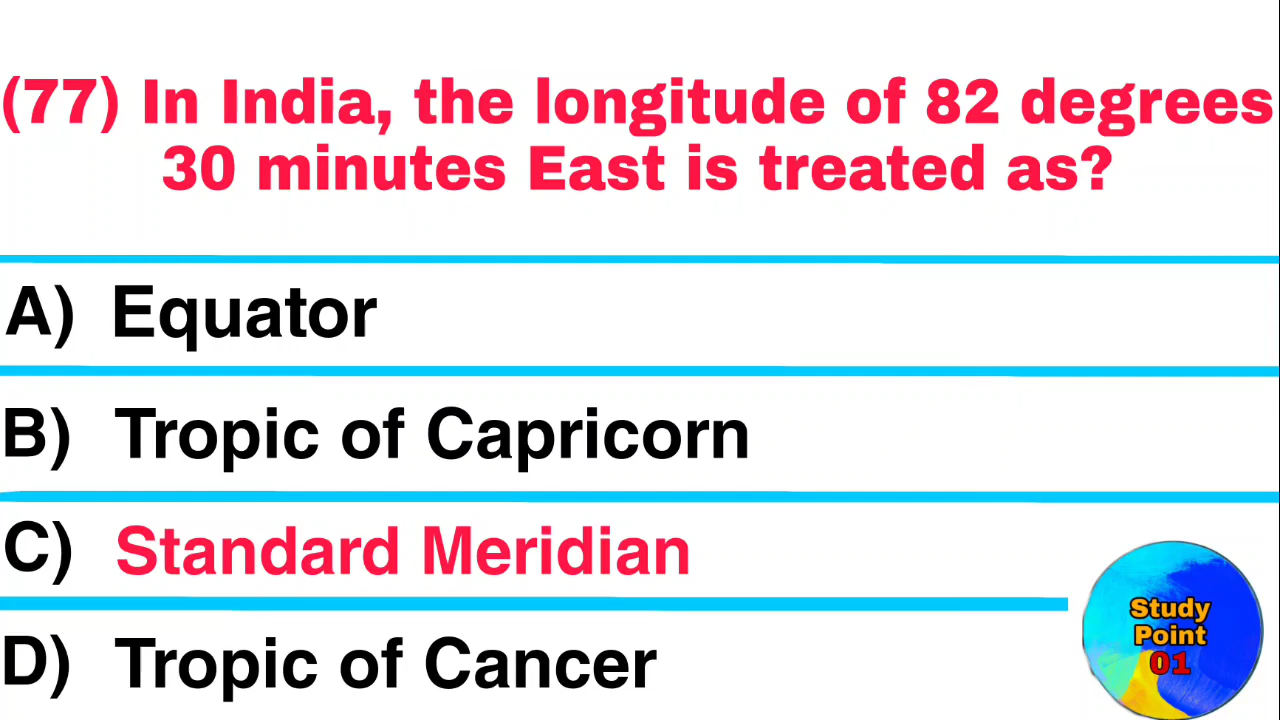 (77) In India, the longitude of 82 degrees
30 minutes East is treated as?
A) Equator
B) Tropic of Capricorn
C) Standard Meridian
D) Tropic of Cancer
Study
Point
01